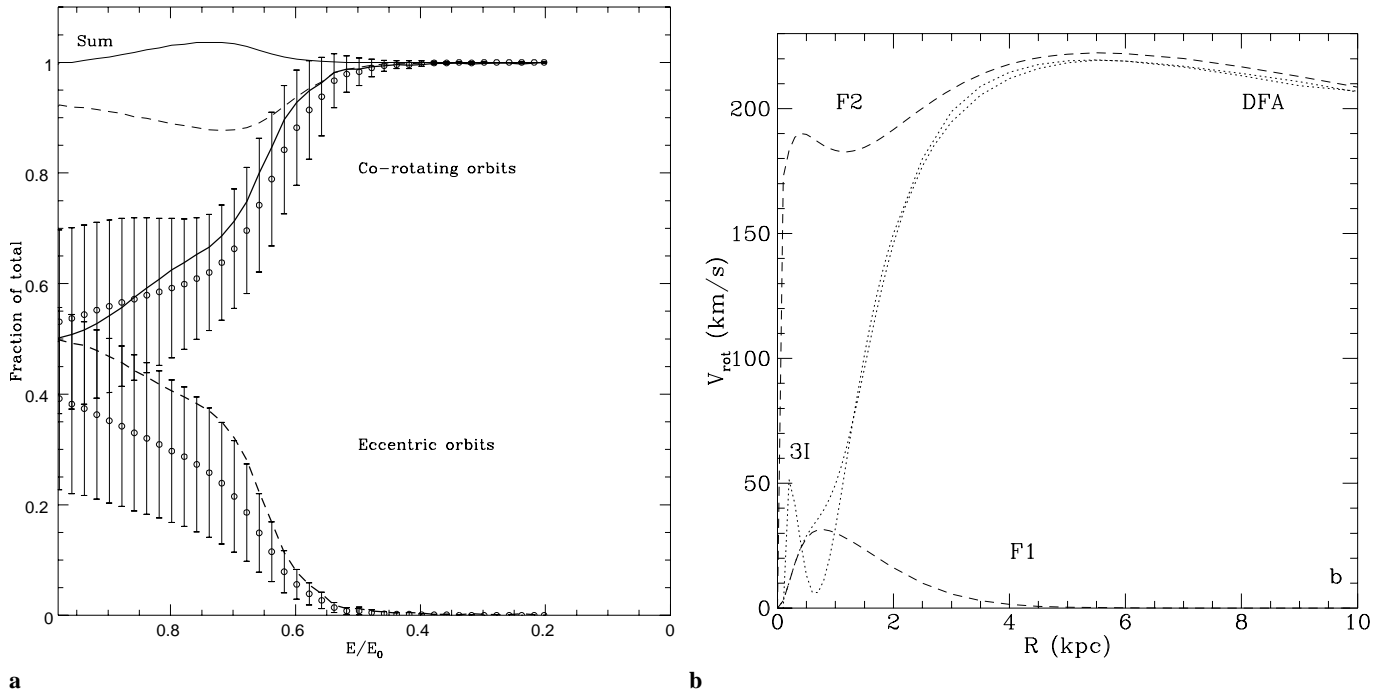 Sum
Co-rotating orbits
Eccentric orbits
Fraction of total
1
0.8
0.6
0.4
0.2
0
0.8
0.6
0.4
0.2
0
E/E0
a
F2
DFA
3I
F1
b
Vrot (km/s)
200
150
100
50
0
0
2
4
6
8
10
R (kpc)
b